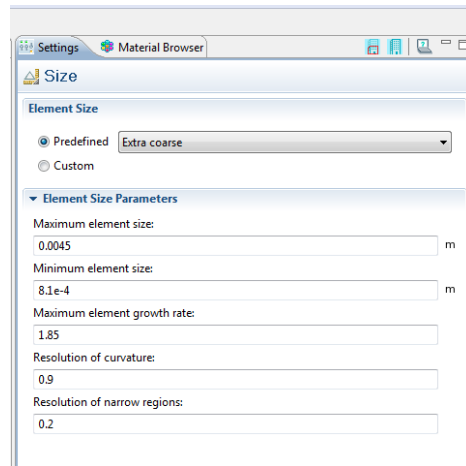 Settings Material Browser
Size
Element Size
Predefined Extra coarse
Custom
Element Size Parameters
Maximum element size:
0.0045 m
Minimum element size:
8.1e-4 m
Maximum element growth rate:
1.85
Resolution of curvature:
0.9
Resolution of narrow regions:
0.2